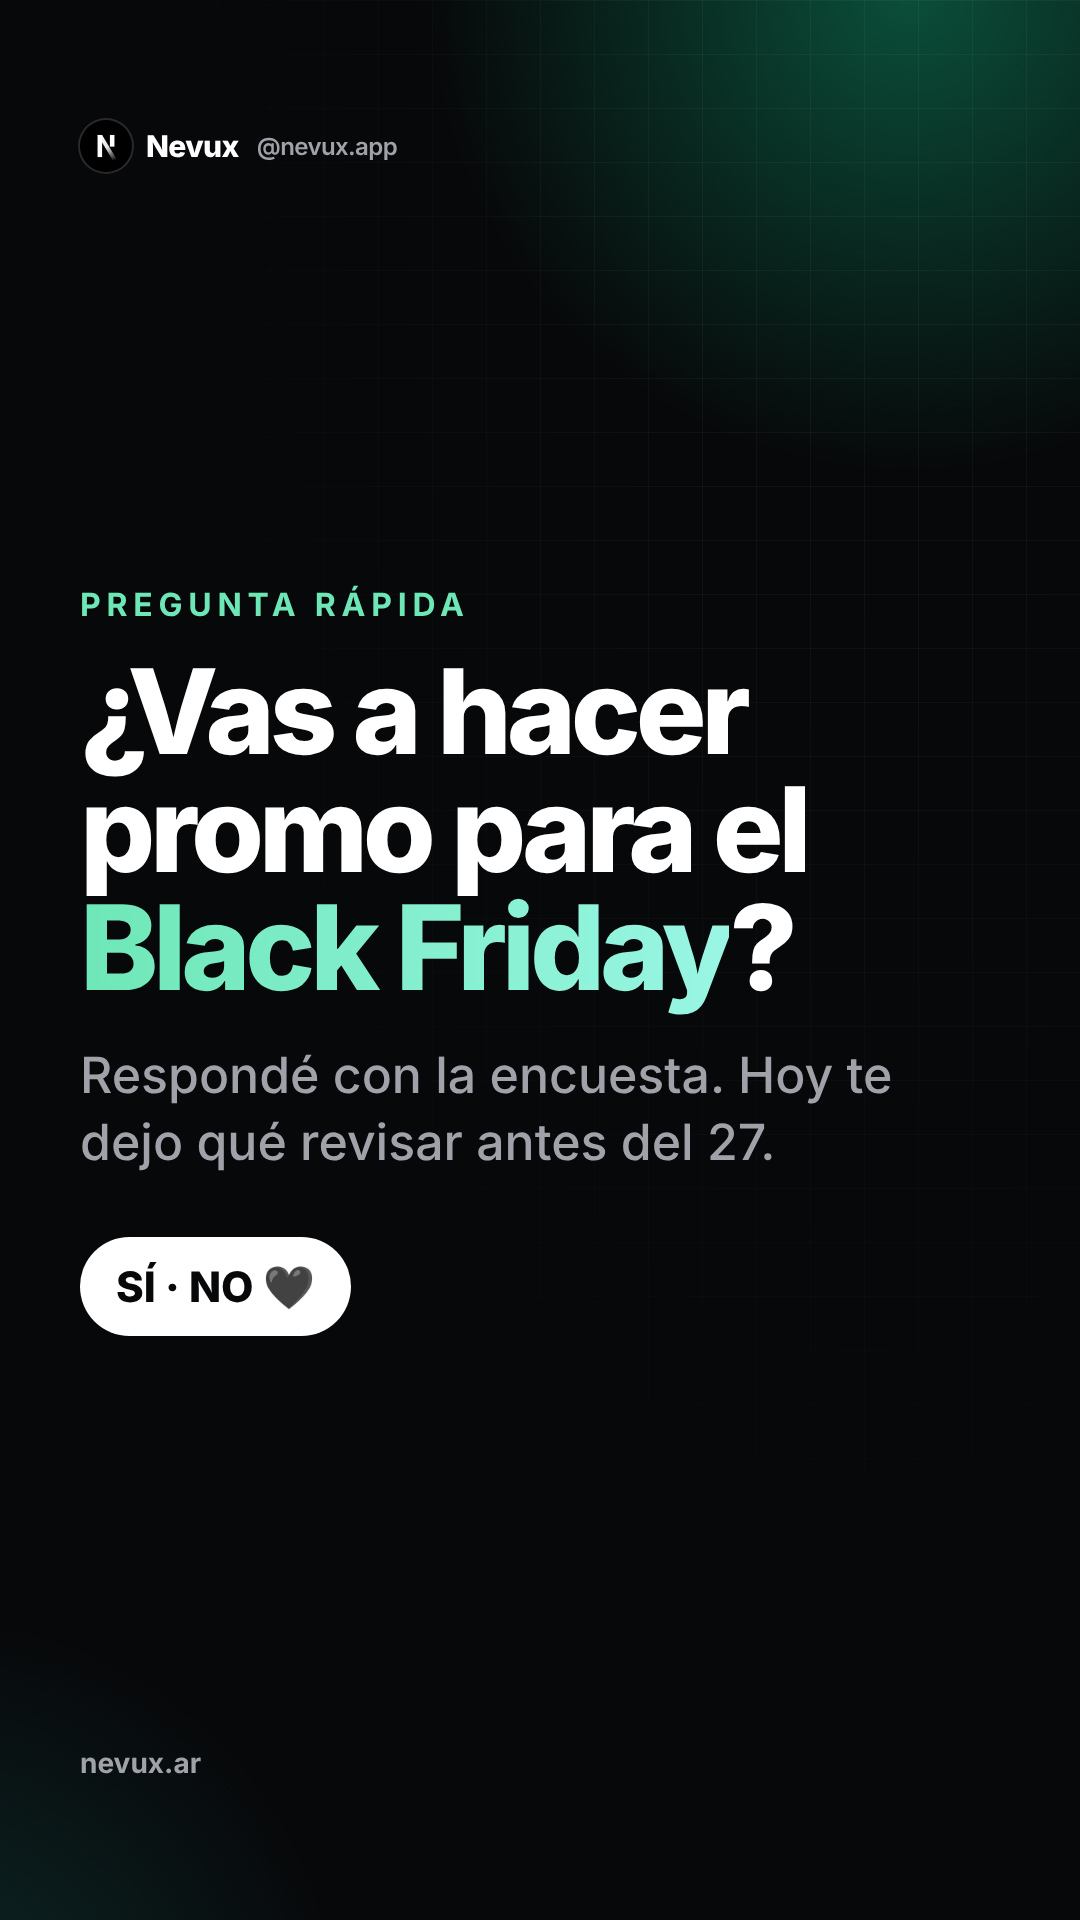 N Nevux @nevux.app
PREGUNTA RÁPIDA
¿Vas a hacer
promo para el
Black Friday?
Respondé con la encuesta. Hoy te
dejo qué revisar antes del 27.
SÍ · NO 🖤
nevux.ar